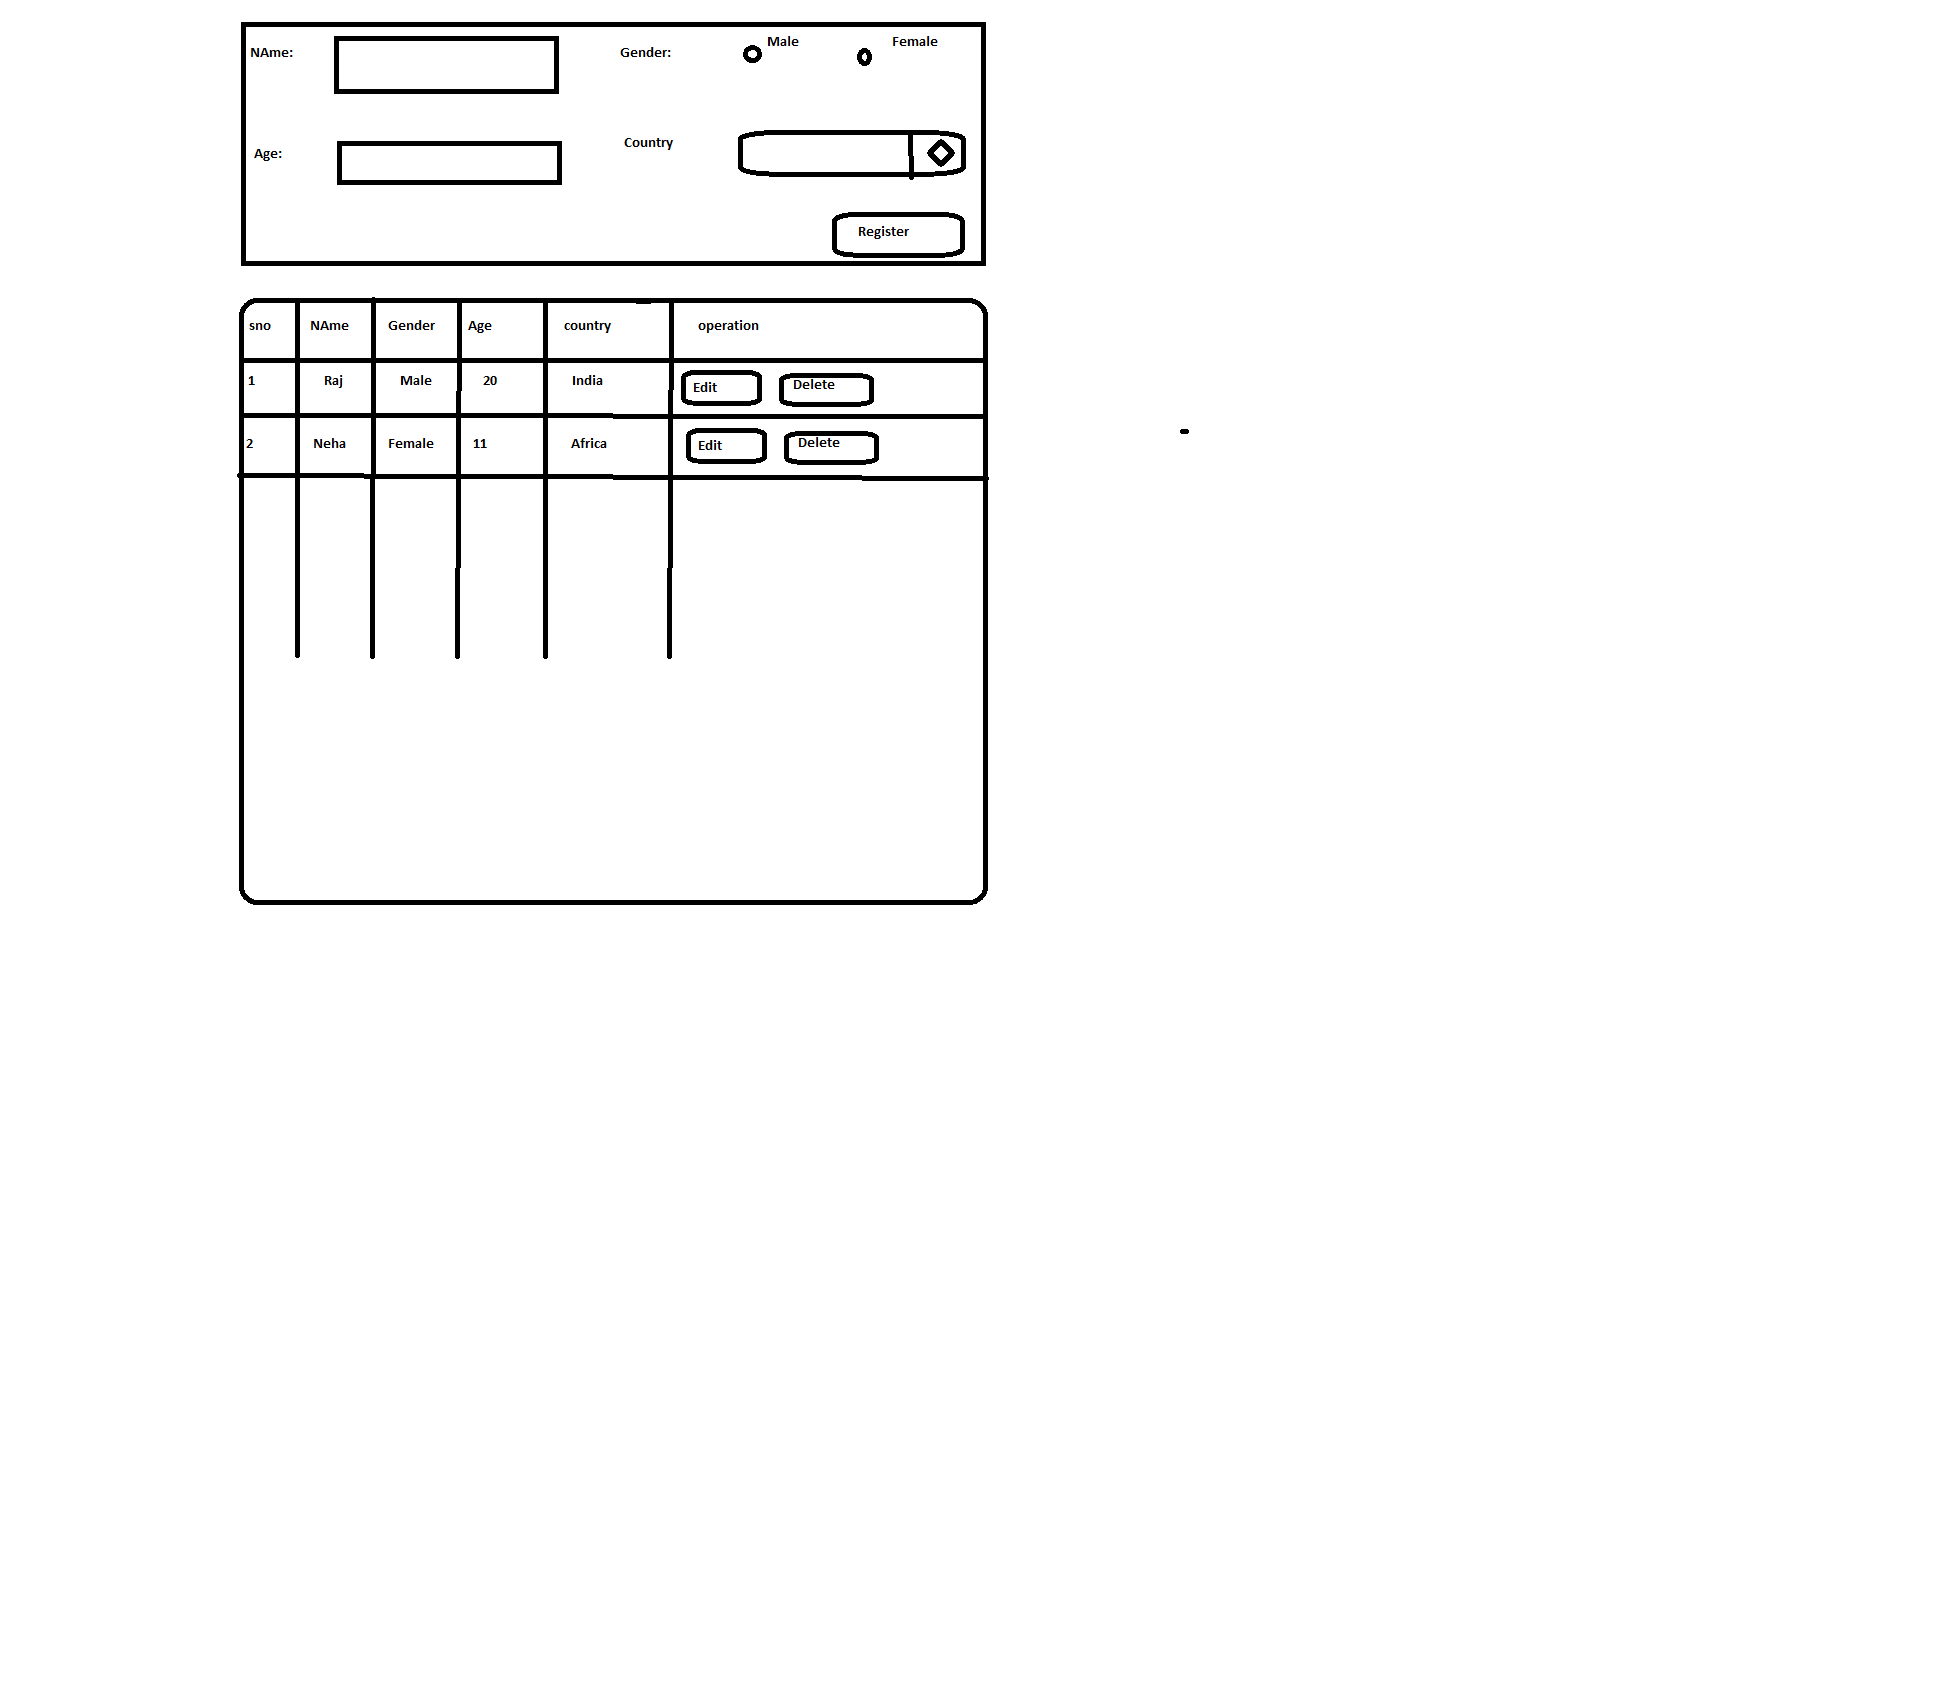 NAme: Gender: Male Female
Age: Country
Register
sno NAme Gender Age country operation
1 Raj Male 20 India Edit Delete
2 Neha Female 11 Africa Edit Delete